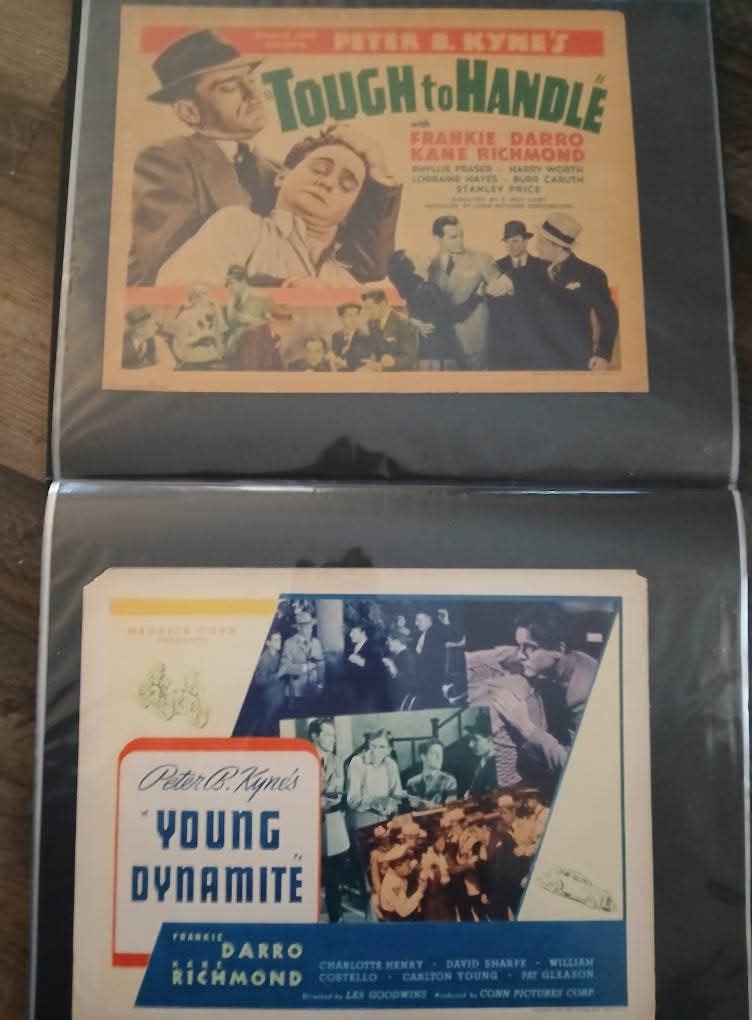 PETER B. KYNE'S
"TOUGH to HANDLE"
with
FRANKIE DARRO
KANE RICHMOND
PHYLLIS FRASER · HARRY WORTH
LORRAINE HAYES · BURR CARUTH
STANLEY PRICE
MAURICE CONN
PRESENTS
Peter B. Kyne's
"YOUNG
DYNAMITE"
FRANKIE
DARRO
KANE
RICHMOND
CHARLOTTE HENRY · DAVID SHARPE · WILLIAM
COSTELLO · CARLTON YOUNG · PAT GLEASON
Directed by LES GOODWINS Produced by CONN PICTURES CORP.